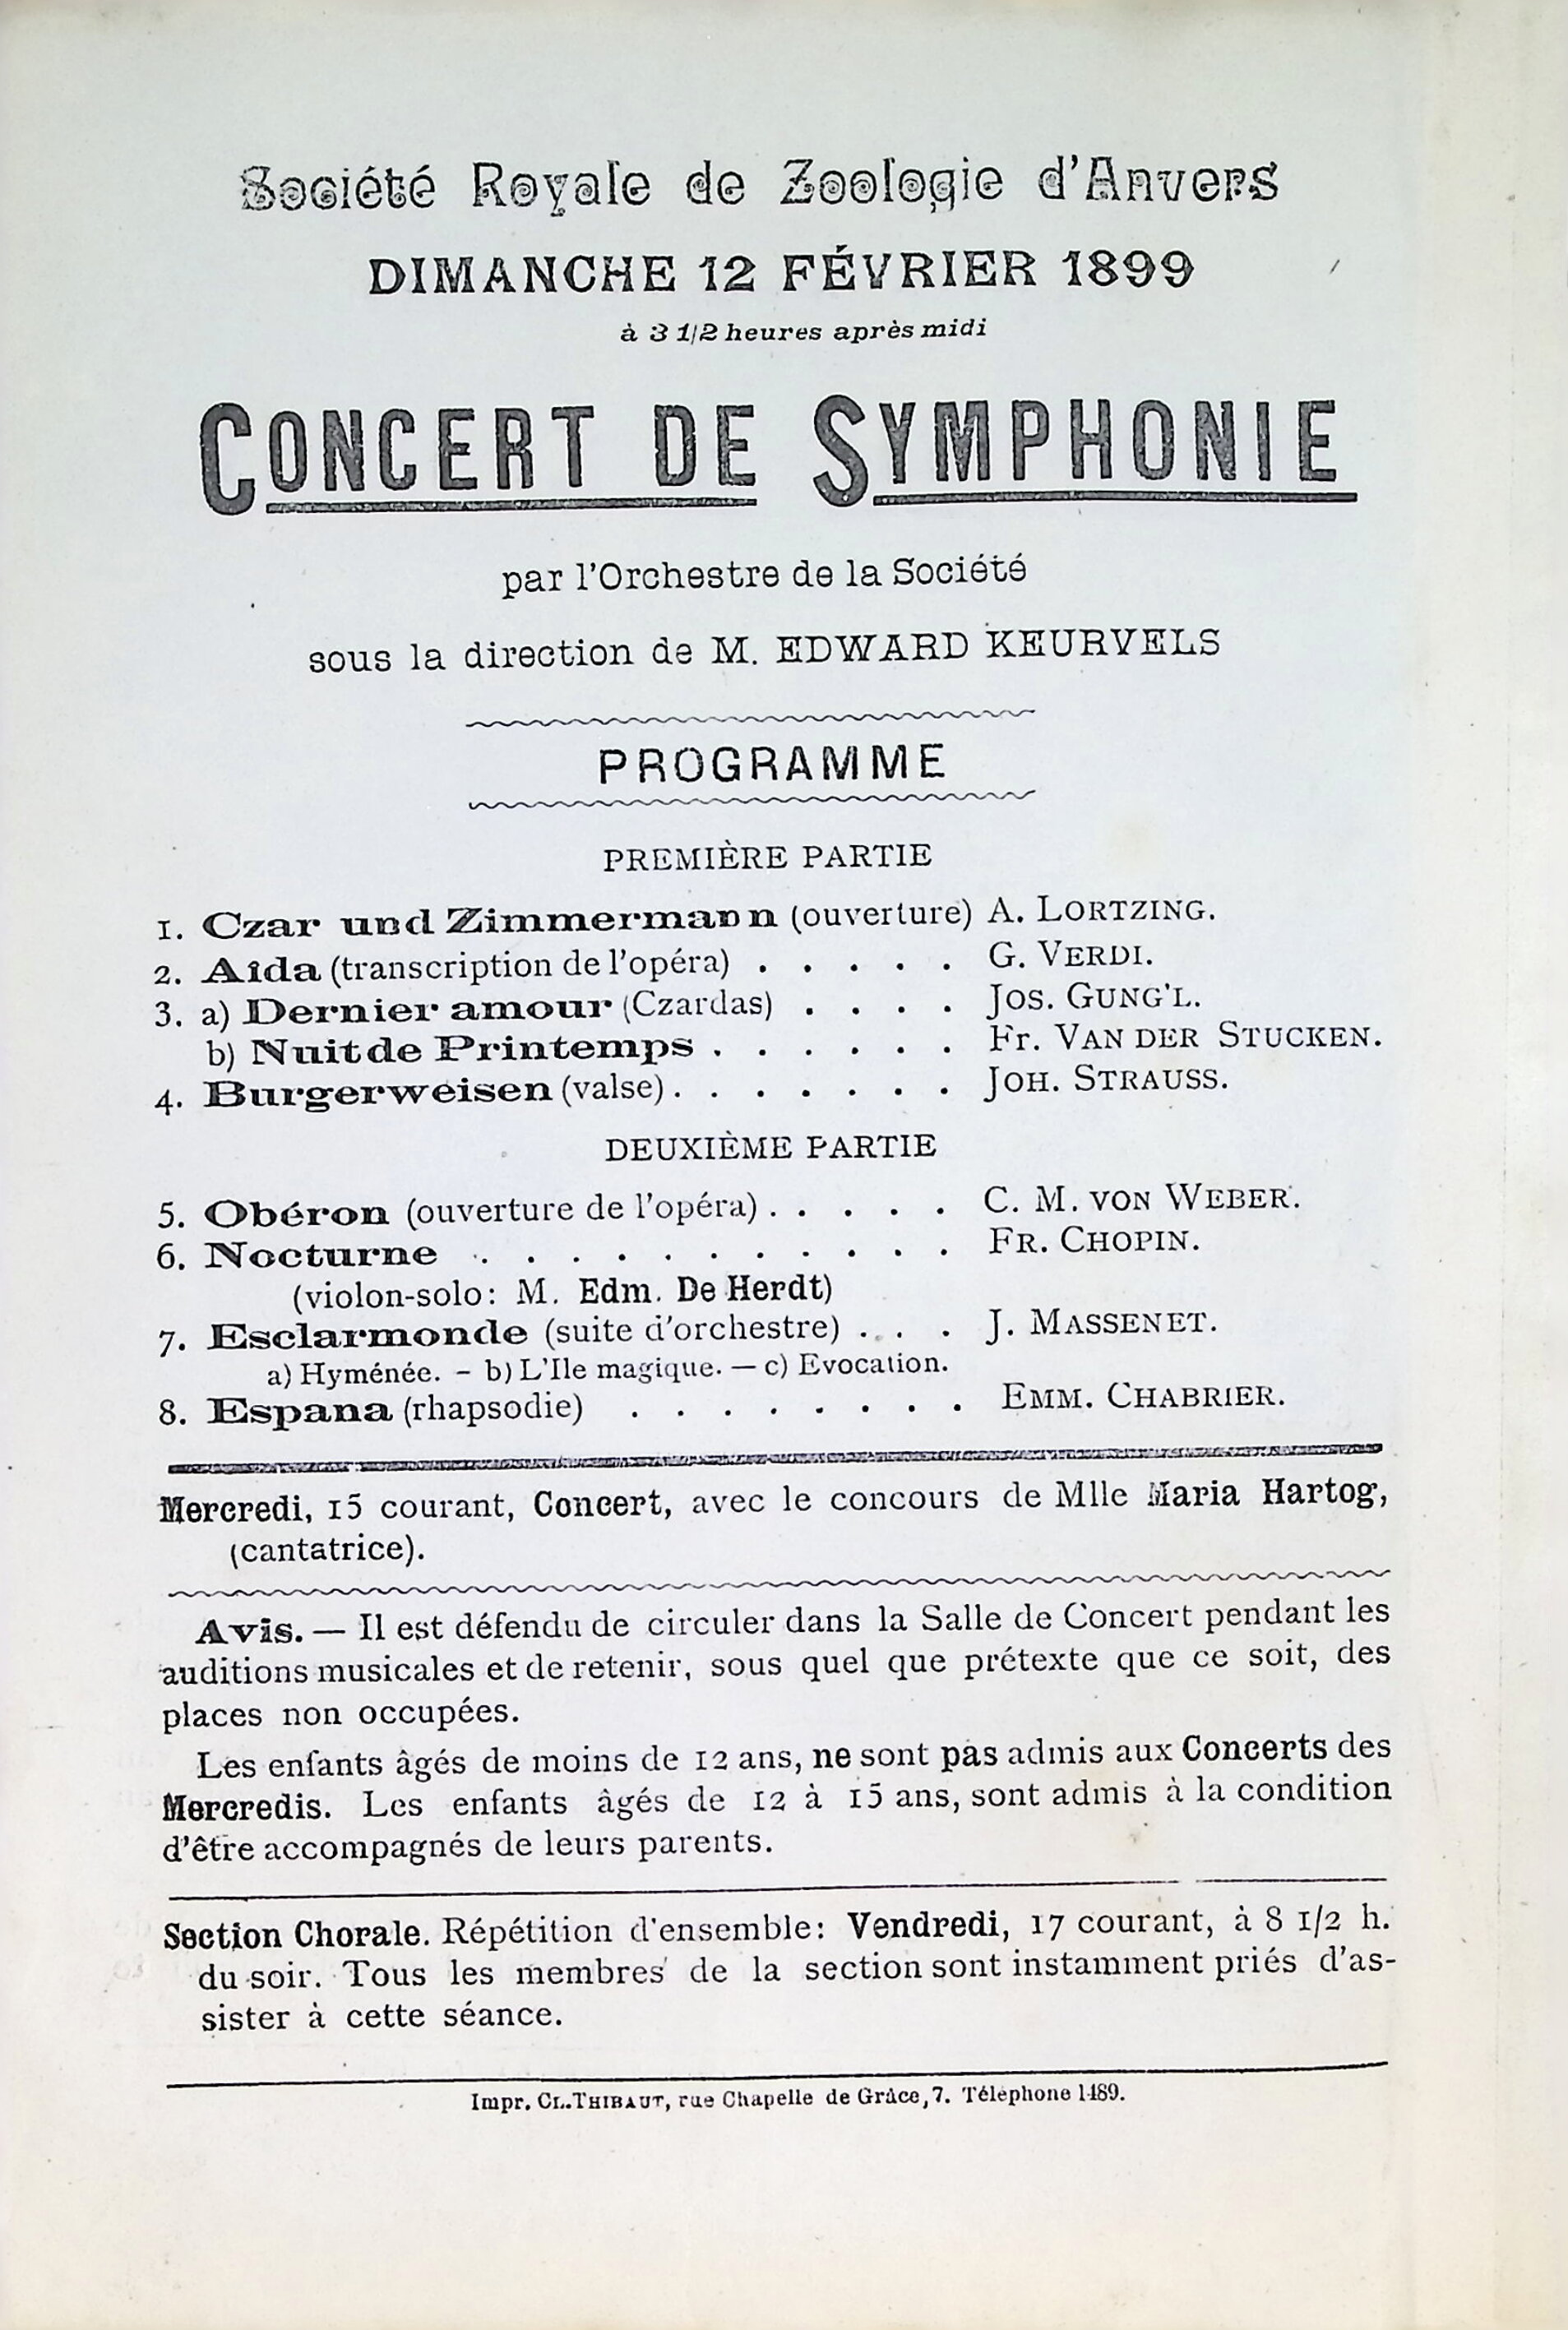 Société Royale de Zoologie d'Anvers
DIMANCHE 12 FÉVRIER 1899
à 3 1/2 heures après midi
CONCERT DE SYMPHONIE
par l'Orchestre de la Société
sous la direction de M. EDWARD KEURVELS
PROGRAMME
PREMIÈRE PARTIE
1. Czar und Zimmermann (ouverture) A. LORTZING.
2. Aïda (transcription de l'opéra) . . . . . G. VERDI.
3. a) Dernier amour (Czardas) . . . . JOS. GUNG'L.
b) Nuit de Printemps . . . . . . Fr. VAN DER STUCKEN.
4. Burgerweisen (valse) . . . . . . . JOH. STRAUSS.
DEUXIÈME PARTIE
5. Obéron (ouverture de l'opéra) . . . . . C. M. VON WEBER.
6. Nocturne . . . . . . . . . . . FR. CHOPIN.
(violon-solo: M. Edm. De Herdt)
7. Esclarmonde (suite d'orchestre) . . . J. MASSENET.
a) Hyménée. – b) L'Ile magique. — c) Evocation.
8. Espana (rhapsodie) . . . . . . . . EMM. CHABRIER.
Mercredi, 15 courant, Concert, avec le concours de Mlle Maria Hartog,
(cantatrice).
Avis. — Il est défendu de circuler dans la Salle de Concert pendant les
auditions musicales et de retenir, sous quel que prétexte que ce soit, des
places non occupées.
Les enfants âgés de moins de 12 ans, ne sont pas admis aux Concerts des
Mercredis. Les enfants âgés de 12 à 15 ans, sont admis à la condition
d'être accompagnés de leurs parents.
Section Chorale. Répétition d'ensemble: Vendredi, 17 courant, à 8 1/2 h.
du soir. Tous les membres de la section sont instamment priés d'as-
sister à cette séance.
Impr. CL. THIBAUT, rue Chapelle de Grâce, 7. Téléphone 1489.